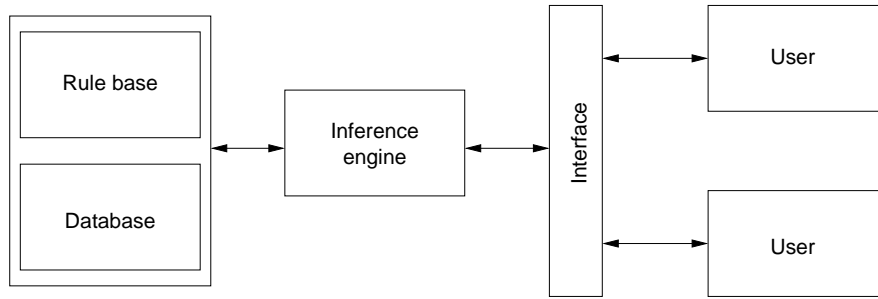 Rule base
Database
Inference
engine
Interface
User
User